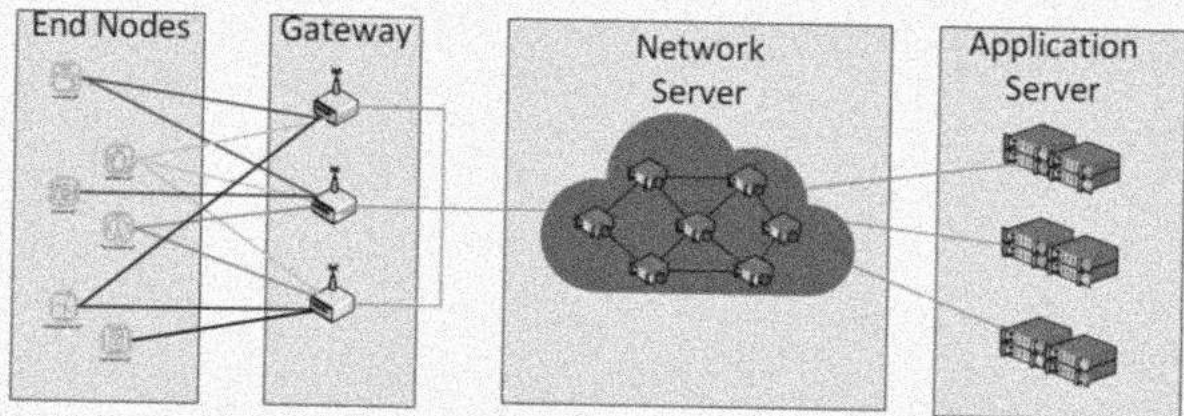 End Nodes
Gateway
Network
Server
Application
Server